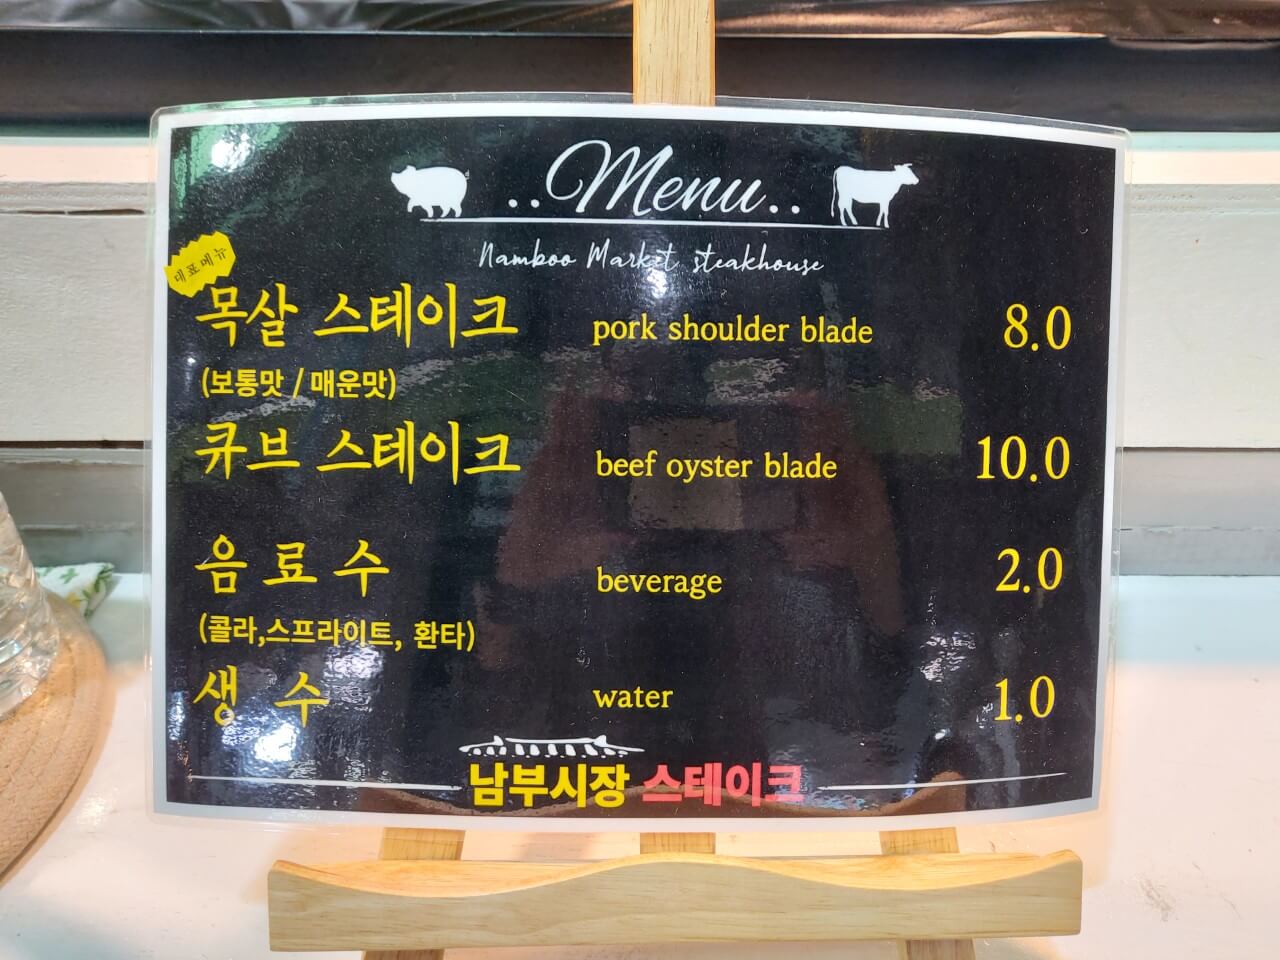 ..Menu..
Namboo Market steakhouse
대표메뉴
목살 스테이크 pork shoulder blade 8.0
(보통맛 / 매운맛)
큐브 스테이크 beef oyster blade 10.0
음료수 beverage 2.0
(콜라,스프라이트, 환타)
생 수 water 1.0
남부시장 스테이크